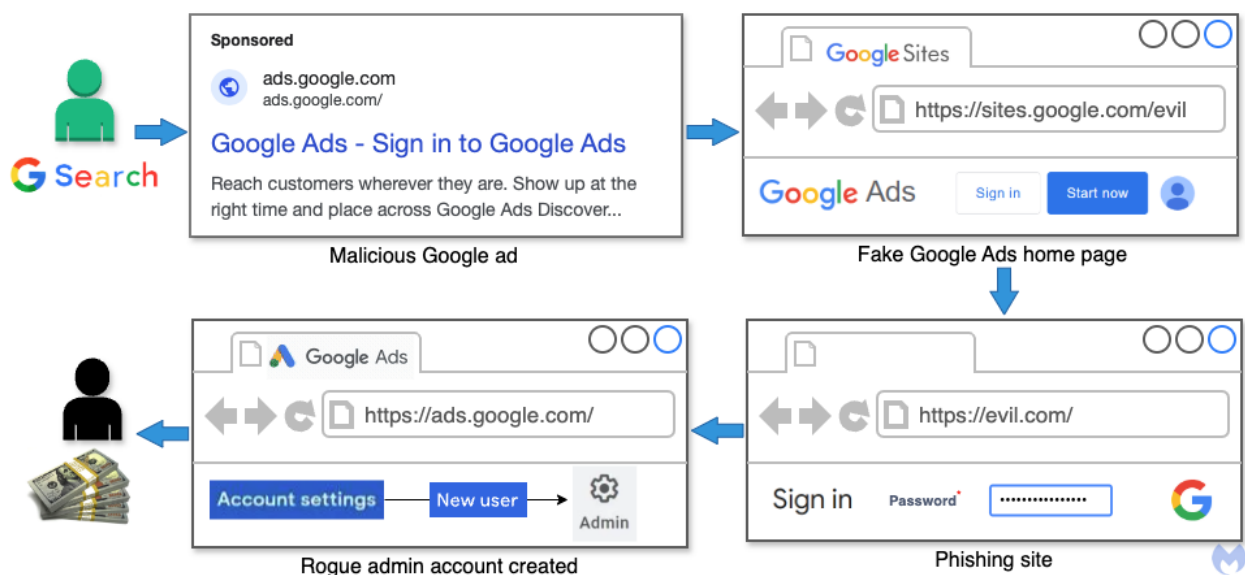 Sponsored
ads.google.com
ads.google.com/
Google Ads - Sign in to Google Ads
Reach customers wherever they are. Show up at the
right time and place across Google Ads Discover...
G Search
Malicious Google ad
Google Sites
https://sites.google.com/evil
Google Ads
Sign in
Start now
Fake Google Ads home page
Google Ads
https://ads.google.com/
Account settings
New user
Admin
Rogue admin account created
https://evil.com/
Sign in
Password*
G
Phishing site